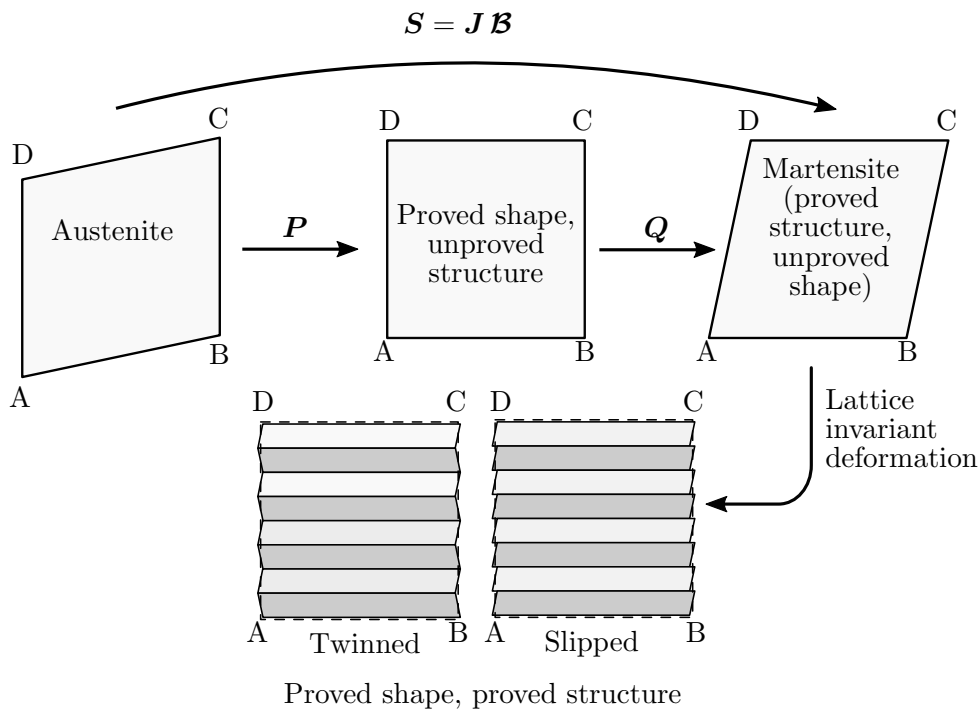 S = J B
D
C
D
C
D
C
Austenite
P
Proved shape,
unproved
structure
Q
Martensite
(proved
structure,
unproved
shape)
A
B
A
B
A
B
D
C
D
C
Lattice
invariant
deformation
A
B
A
B
Twinned
Slipped
Proved shape, proved structure